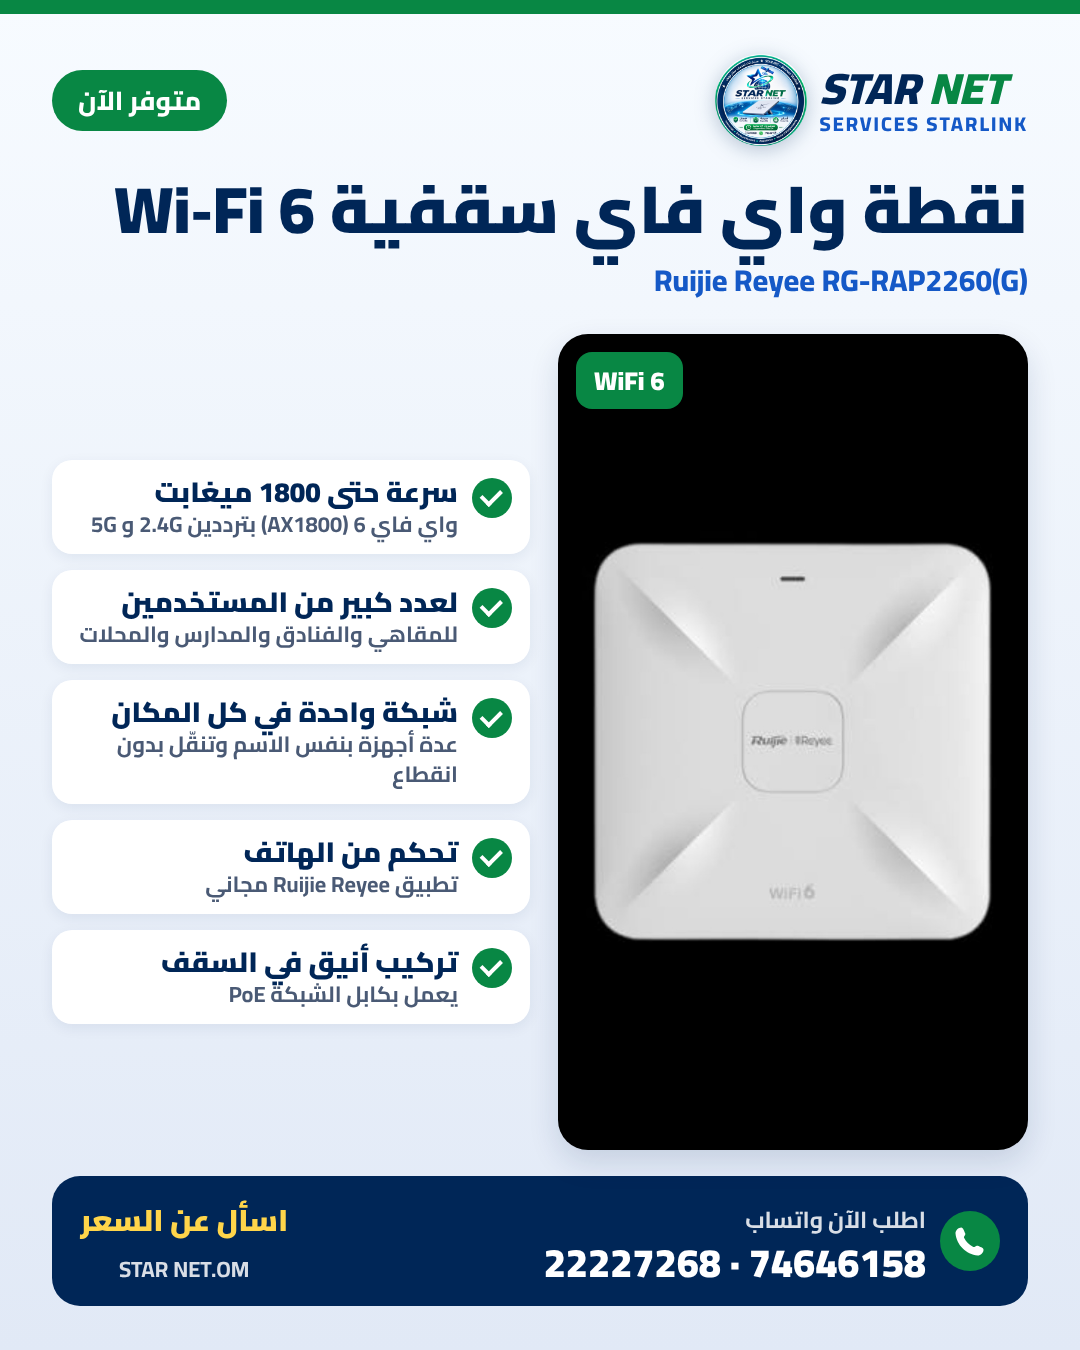 STAR NET
SERVICES STARLINK
STAR NET
متوفر الآن
نقطة واي فاي سقفية Wi-Fi 6
Ruijie Reyee RG-RAP2260(G)
WiFi 6
Ruijie | Reyee
WiFi 6
سرعة حتى 1800 ميغابت
واي فاي 6 (AX1800) بترددين 2.4G و 5G
لعدد كبير من المستخدمين
للمقاهي والفنادق والمدارس والمحلات
شبكة واحدة في كل المكان
عدة أجهزة بنفس الاسم وتنقّل بدون
انقطاع
تحكم من الهاتف
تطبيق Ruijie Reyee مجاني
تركيب أنيق في السقف
يعمل بكابل الشبكة PoE
اطلب الآن واتساب
22227268 · 74646158
اسأل عن السعر
STAR NET.OM